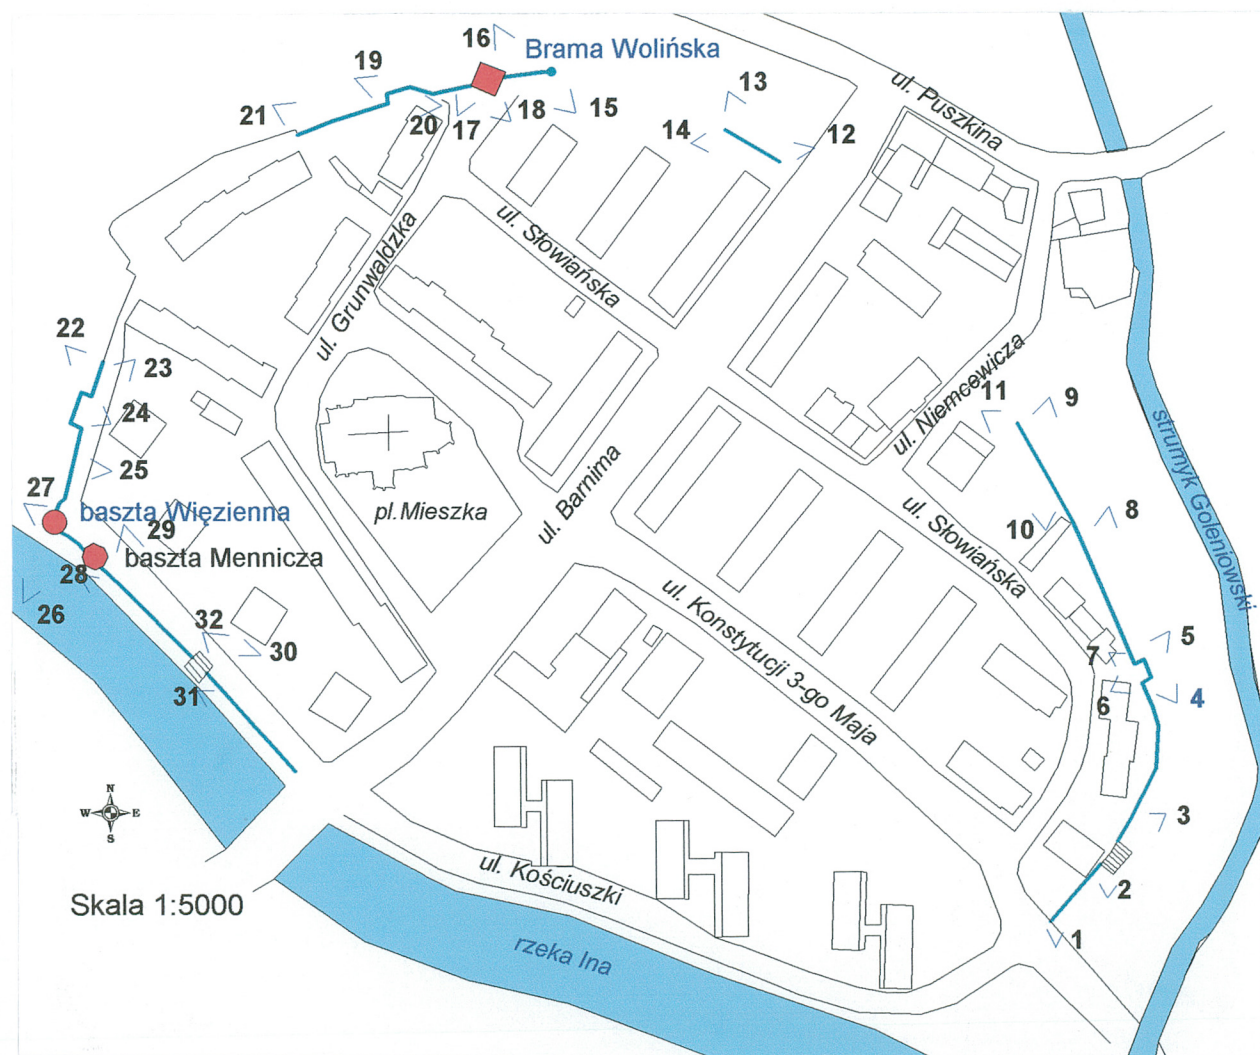 16
Brama Wolińska
19
13
ul. Puszkina
21
20
17
18
15
14
12
ul. Słowiańska
ul. Grunwaldzka
22
23
24
25
ul. Niemcewicza
11
9
strumyk Goleniowski
27
baszta Więzienna
29
baszta Mennicza
28
26
pl.Mieszka
ul. Barnima
10
8
ul. Słowiańska
32
30
31
ul. Konstytucji 3-go Maja
7
5
6
4
N
W
E
S
3
Skala 1:5000
ul. Kościuszki
2
1
rzeka Ina